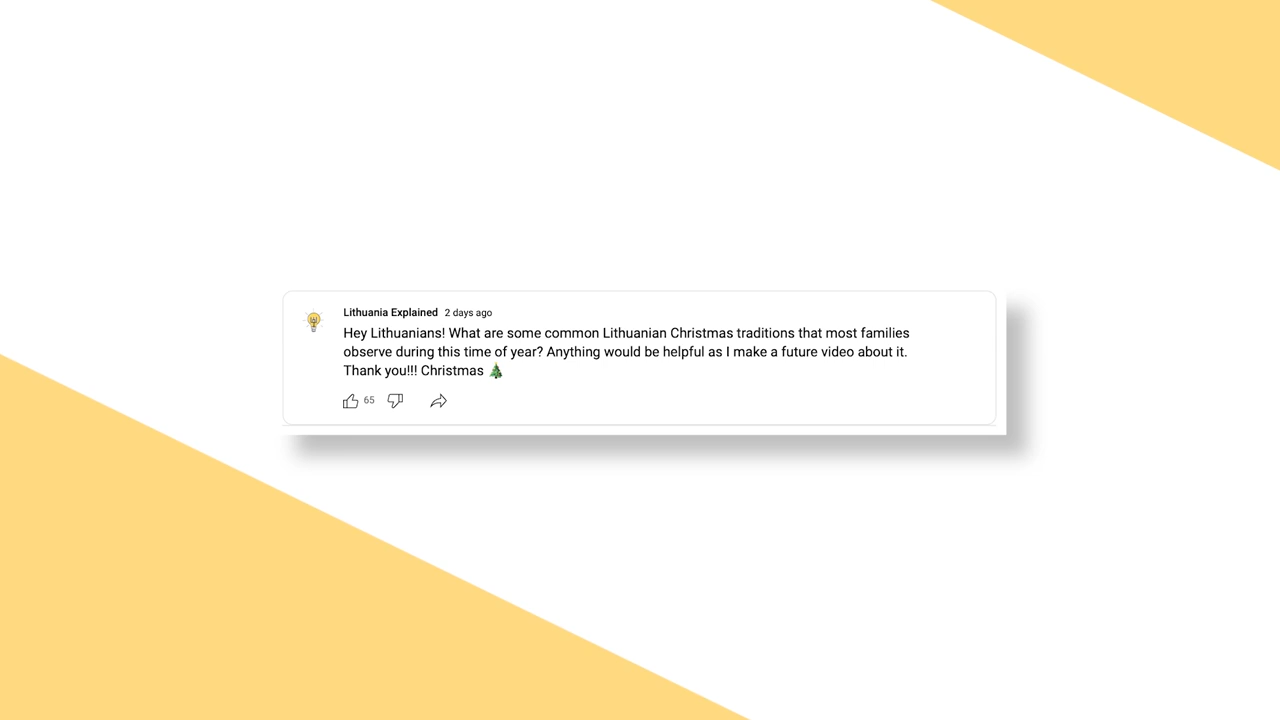 Lithuania Explained 2 days ago
Hey Lithuanians! What are some common Lithuanian Christmas traditions that most families
observe during this time of year? Anything would be helpful as I make a future video about it.
Thank you!!! Christmas 🎄
65